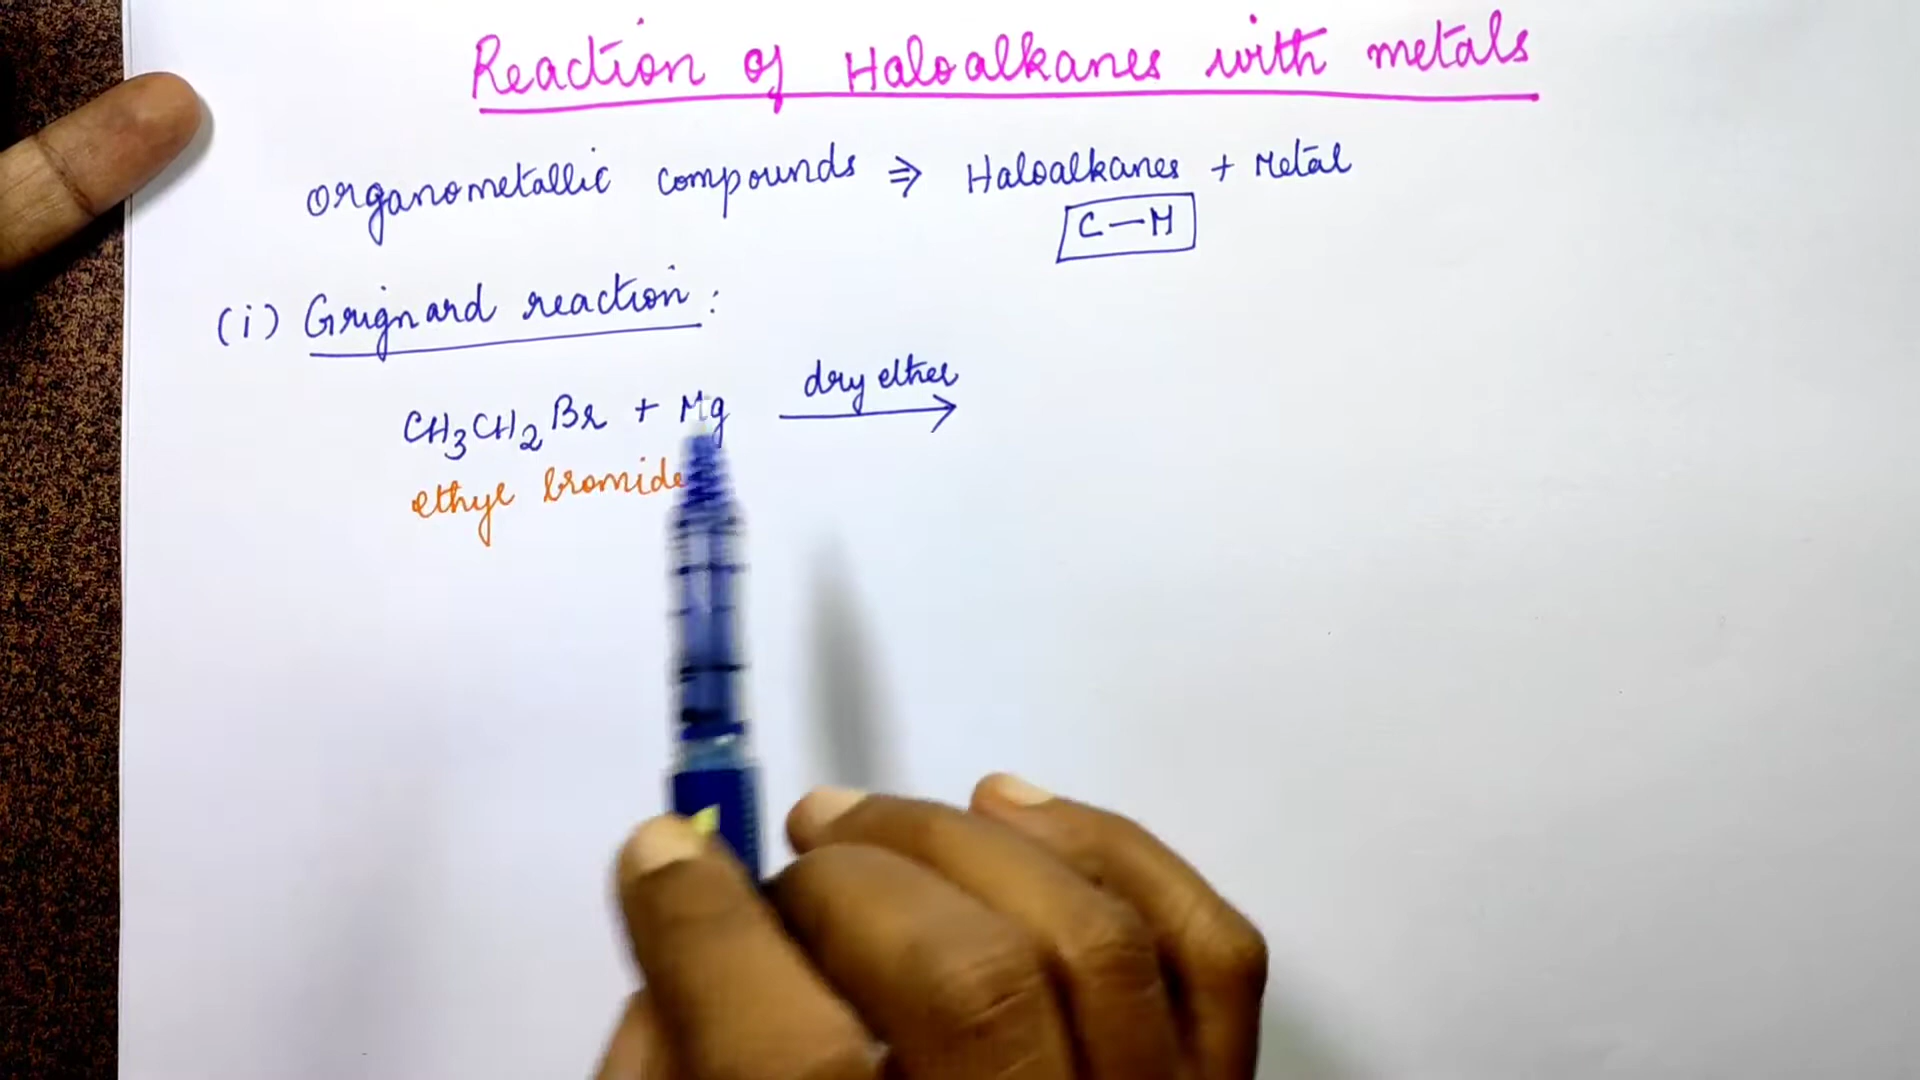 Reaction of Haloalkanes with metals
organometallic compounds ⇒ Haloalkanes + Metal
C—M
(i) Grignard reaction:
CH₃CH₂Br + Mg dry ether →
ethyl bromide